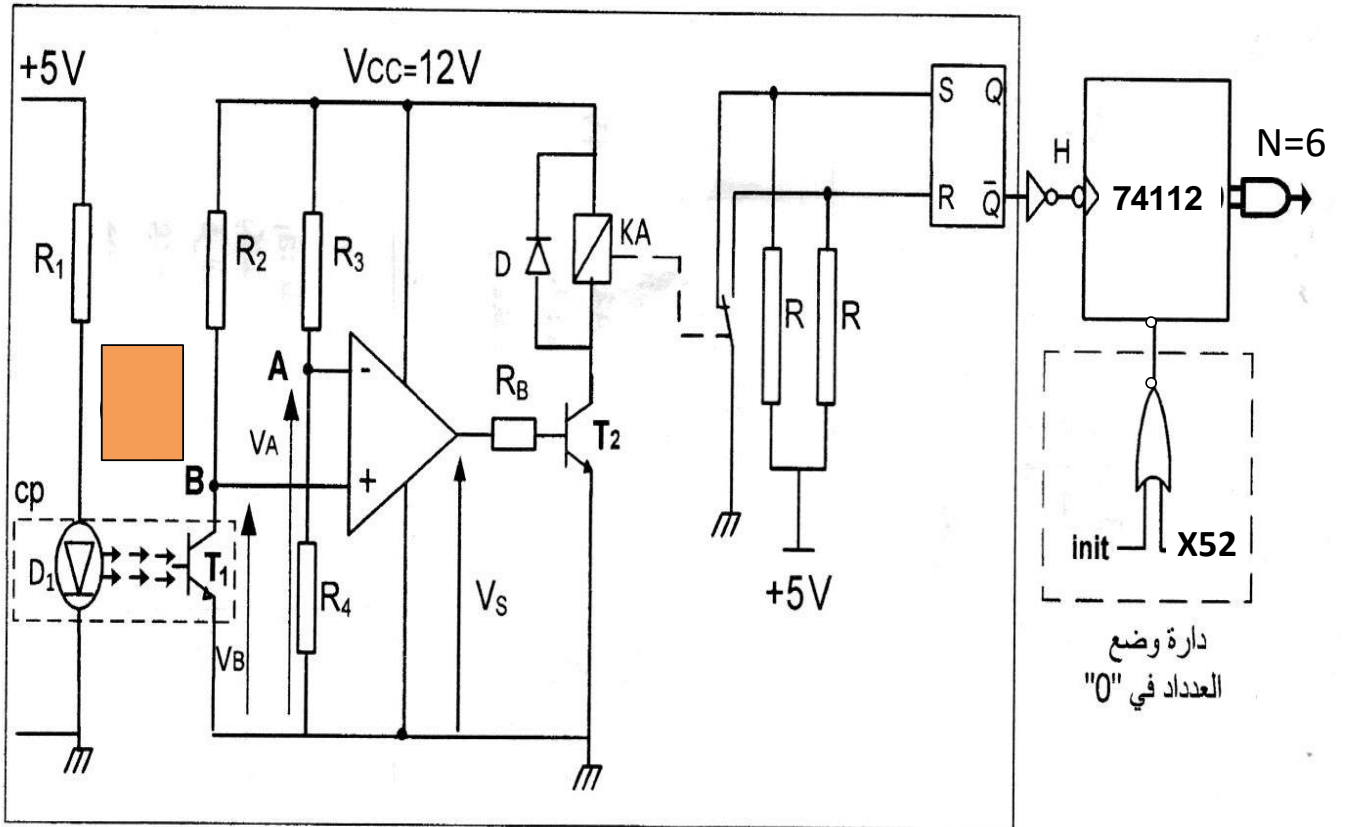 +5V
VCC=12V
S Q
R Q̅
H
74112
N=6
R1
R2
R3
D
KA
R
R
A
-
RB
T2
VA
B
+
cp
D1
T1
R4
VS
VB
+5V
init
X52
دارة وضع
العدداد في "0"